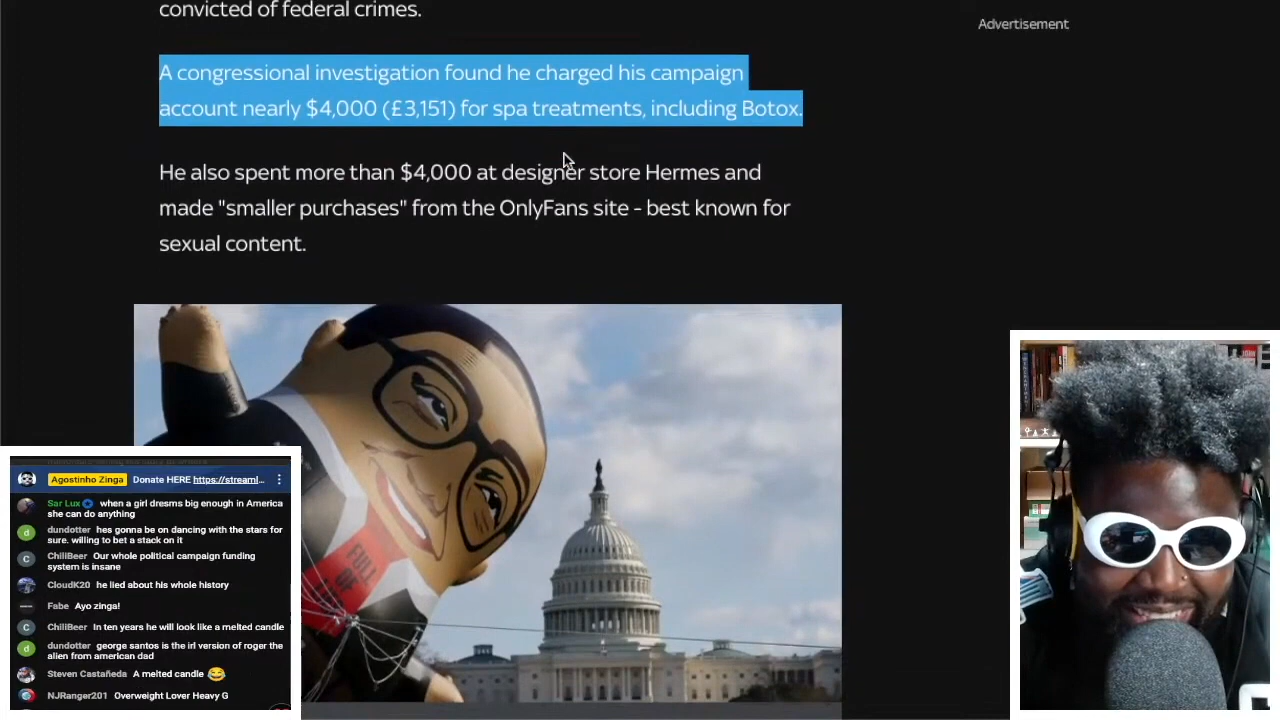 convicted of federal crimes.
Advertisement
A congressional investigation found he charged his campaign
account nearly $4,000 (£3,151) for spa treatments, including Botox.
He also spent more than $4,000 at designer store Hermes and
made "smaller purchases" from the OnlyFans site - best known for
sexual content.
FULL
OF
Agostinho Zinga Donate HERE https://streaml...
Sar Lux when a girl dresms big enough in America
she can do anything
dundotter hes gonna be on dancing with the stars for
sure. willing to bet a stack on it
ChiliBeer Our whole political campaign funding
system is insane
CloudK20 he lied about his whole history
Fabe Ayo zinga!
ChiliBeer In ten years he will look like a melted candle
dundotter george santos is the irl version of roger the
alien from american dad
Steven Castañeda A melted candle 😂
NJRanger201 Overweight Lover Heavy G